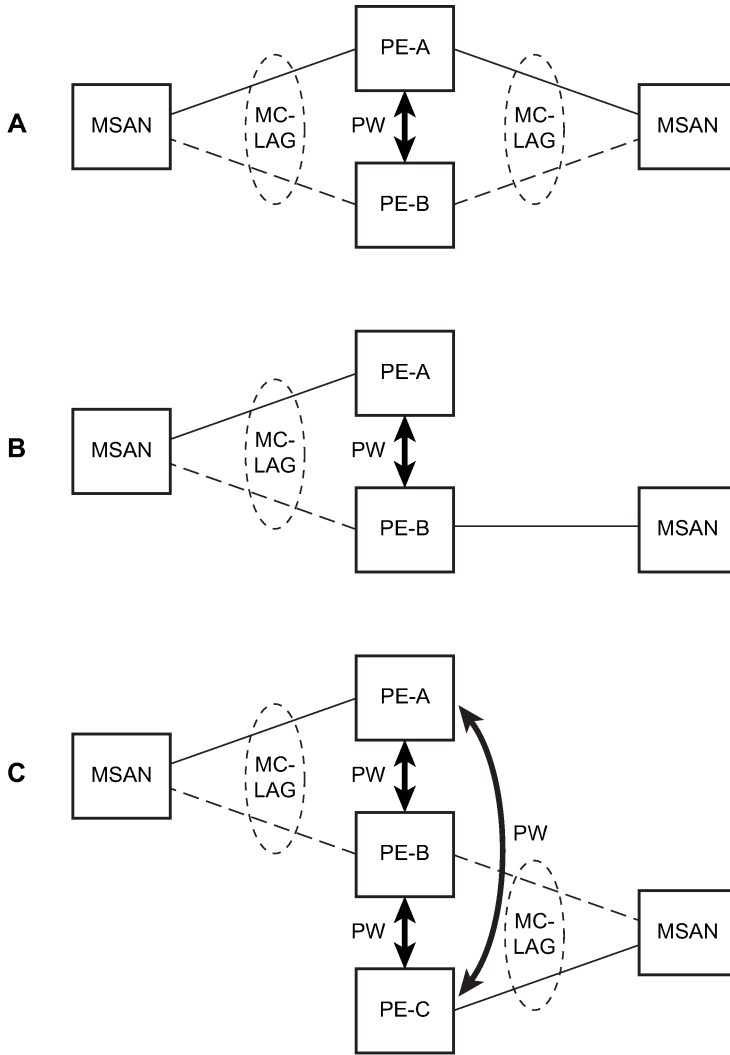 PE-A
A
MSAN
MC-
LAG
PW
MC-
LAG
MSAN
PE-B
PE-A
B
MSAN
MC-
LAG
PW
PE-B
MSAN
PE-A
C
MSAN
MC-
LAG
PW
PW
PE-B
PW
MC-
LAG
MSAN
PE-C